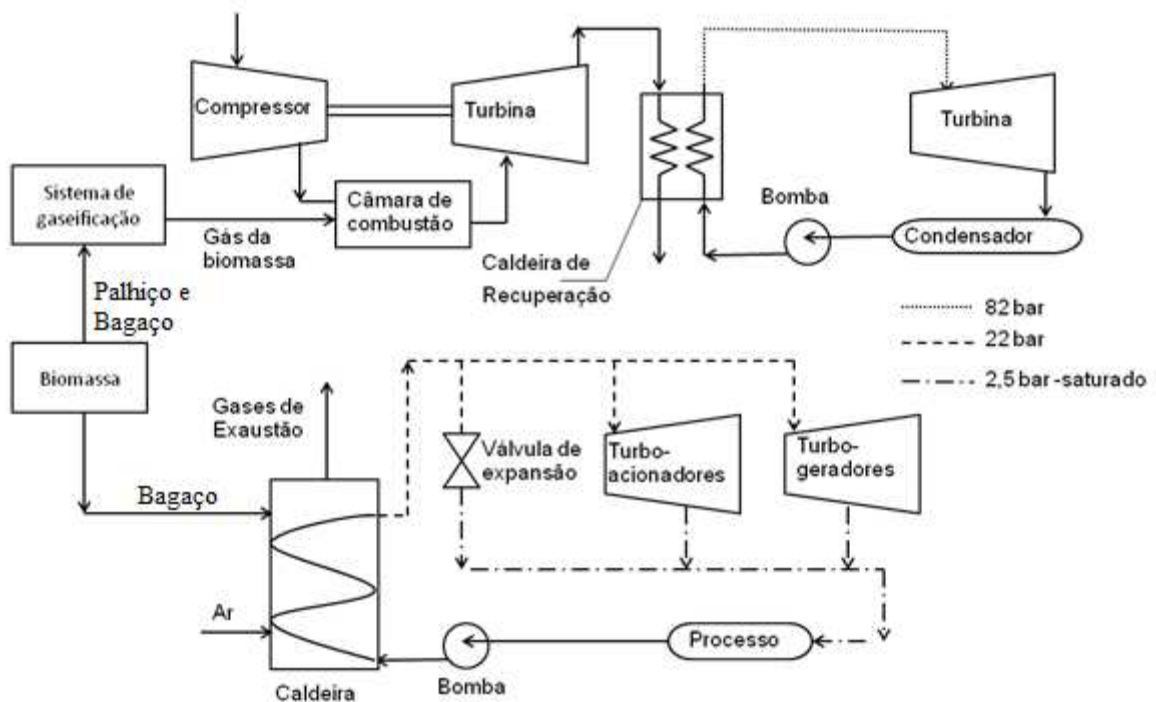 Compressor
Turbina
Turbina
Sistema de
gaseificação
Câmara de
combustão
Gás da
biomassa
Bomba
Condensador
Caldeira de
Recuperação
Palhiço e
Bagaço
82 bar
22 bar
2,5 bar -saturado
Biomassa
Gases de
Exaustão
Válvula de
expansão
Turbo-
acionadores
Turbo-
geradores
Bagaço
Ar
Processo
Bomba
Caldeira